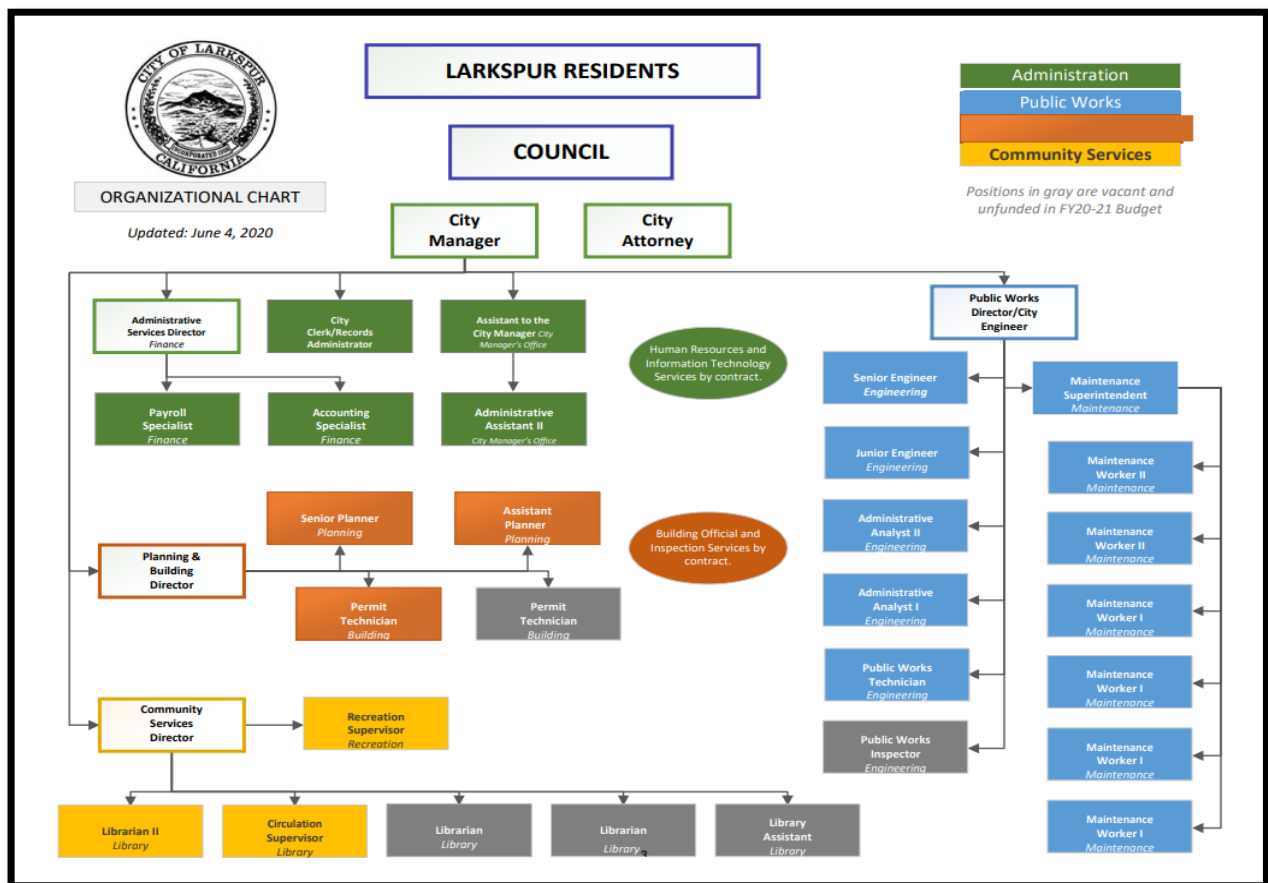 CITY OF LARKSPUR
INCORPORATED 1908
CALIFORNIA
ORGANIZATIONAL CHART
Updated: June 4, 2020
LARKSPUR RESIDENTS
COUNCIL
City
Manager
City
Attorney
Administration
Public Works
Community Services
Positions in gray are vacant and
unfunded in FY20-21 Budget
Administrative
Services Director
Finance
City
Clerk/Records
Administrator
Assistant to the
City Manager City
Manager's Office
Human Resources and
Information Technology
Services by contract.
Payroll
Specialist
Finance
Accounting
Specialist
Finance
Administrative
Assistant II
City Manager's Office
Planning &
Building
Director
Senior Planner
Planning
Assistant
Planner
Planning
Permit
Technician
Building
Permit
Technician
Building
Building Official and
Inspection Services by
contract.
Community
Services
Director
Recreation
Supervisor
Recreation
Librarian II
Library
Circulation
Supervisor
Library
Librarian
Library
Librarian
Library
3
Library
Assistant
Library
Public Works
Director/City
Engineer
Senior Engineer
Engineering
Junior Engineer
Engineering
Administrative
Analyst II
Engineering
Administrative
Analyst I
Engineering
Public Works
Technician
Engineering
Public Works
Inspector
Engineering
Maintenance
Superintendent
Maintenance
Maintenance
Worker II
Maintenance
Maintenance
Worker II
Maintenance
Maintenance
Worker I
Maintenance
Maintenance
Worker I
Maintenance
Maintenance
Worker I
Maintenance
Maintenance
Worker I
Maintenance